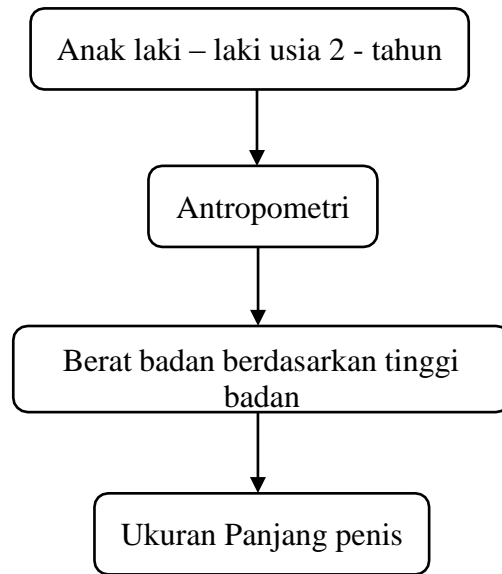 Anak laki – laki usia 2 - tahun
Antropometri
Berat badan berdasarkan tinggi
badan
Ukuran Panjang penis